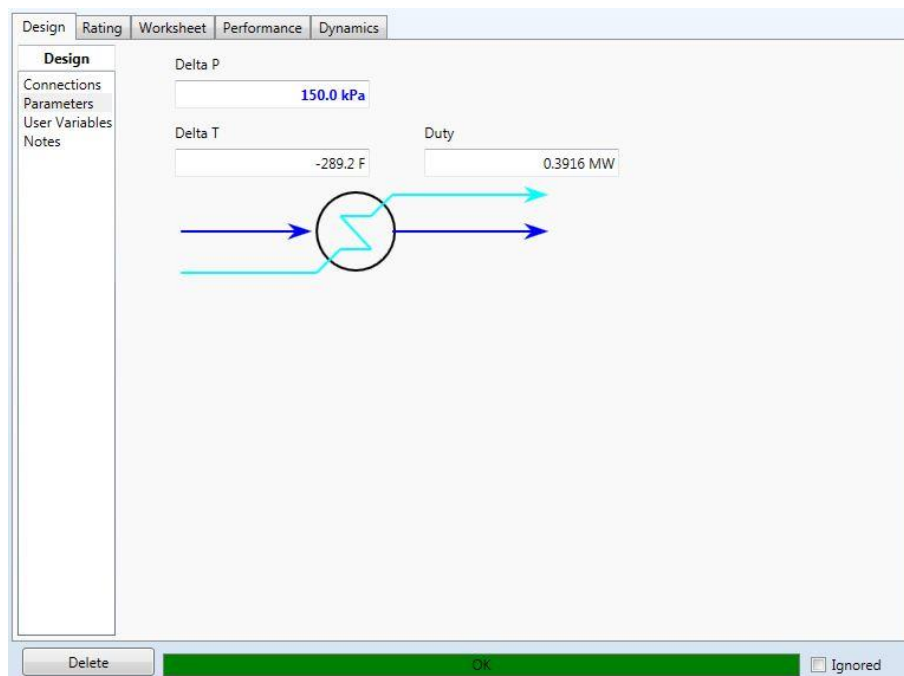 Design Rating Worksheet Performance Dynamics
Design
Connections
Parameters
User Variables
Notes
Delta P
150.0 kPa
Delta T
Duty
-289.2 F
0.3916 MW
Delete
OK
Ignored